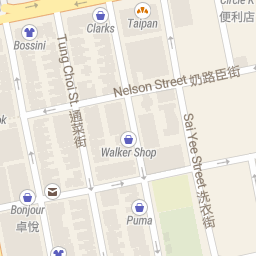 Bossini
Clarks
Taipan
Circle K
便利店
Tung Choi St. 通菜街
Nelson Street 奶路臣街
Walker Shop
Sai Yee Street 洗衣街
Bonjour
卓悅
Puma